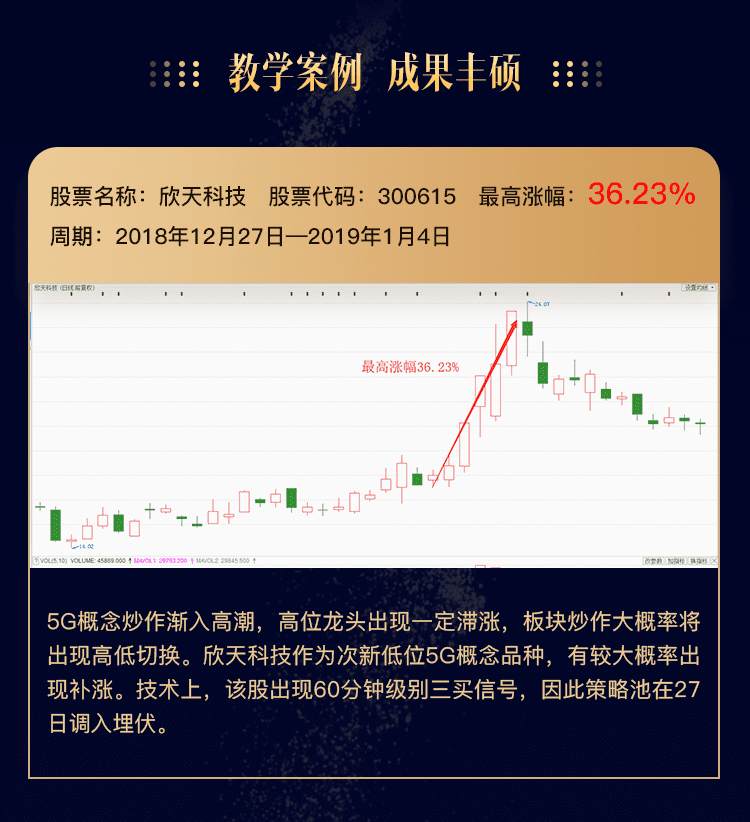 教学案例 成果丰硕
股票名称：欣天科技 股票代码：300615 最高涨幅：36.23%
周期：2018年12月27日—2019年1月4日
欣天科技 (日线 前复权)
设置均线
24.07
最高涨幅36.23%
14.02
VOL(5,10) VOLUME: 45869.000 MAVOL1: 29763.200 MAVOL2: 29845.500
改参数 加指标 换指标
5G概念炒作渐入高潮，高位龙头出现一定滞涨，板块炒作大概率将
出现高低切换。欣天科技作为次新低位5G概念品种，有较大概率出
现补涨。技术上，该股出现60分钟级别三买信号，因此策略池在27
日调入埋伏。